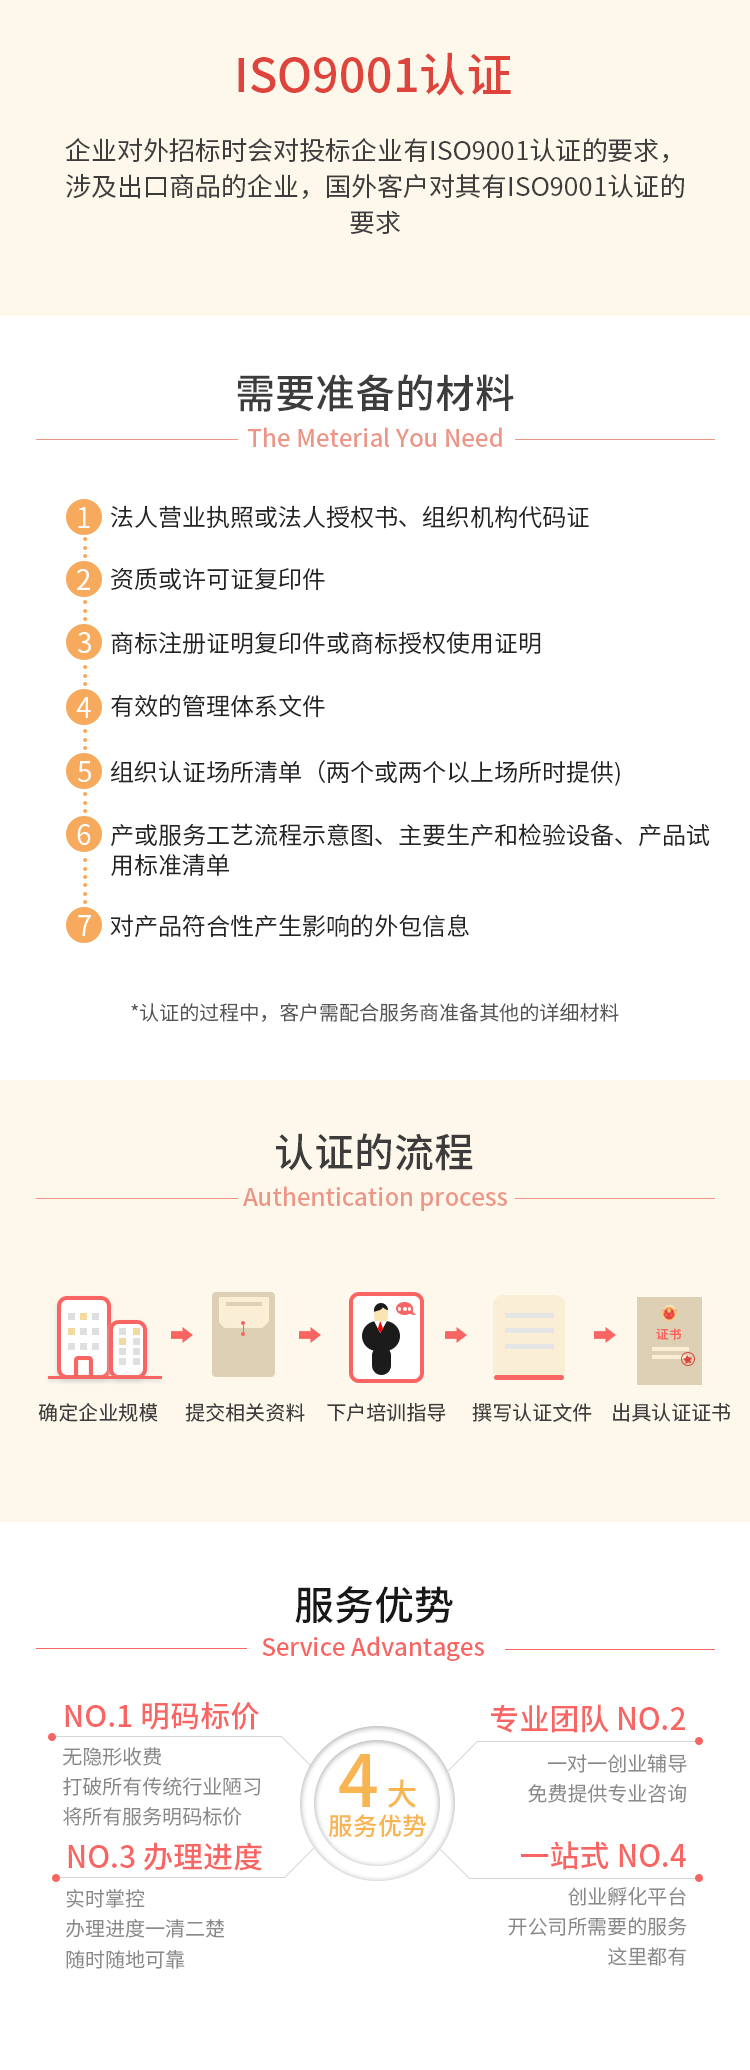 ISO9001认证
企业对外招标时会对投标企业有ISO9001认证的要求，
涉及出口商品的企业，国外客户对其有ISO9001认证的
要求
需要准备的材料
The Meterial You Need
1 法人营业执照或法人授权书、组织机构代码证
2 资质或许可证复印件
3 商标注册证明复印件或商标授权使用证明
4 有效的管理体系文件
5 组织认证场所清单（两个或两个以上场所时提供)
6 产或服务工艺流程示意图、主要生产和检验设备、产品试
用标准清单
7 对产品符合性产生影响的外包信息
*认证的过程中，客户需配合服务商准备其他的详细材料
认证的流程
Authentication process
证书
确定企业规模 提交相关资料 下户培训指导 撰写认证文件 出具认证证书
服务优势
Service Advantages
NO.1 明码标价
无隐形收费
打破所有传统行业陋习
将所有服务明码标价
专业团队 NO.2
一对一创业辅导
免费提供专业咨询
4 大
服务优势
NO.3 办理进度
实时掌控
办理进度一清二楚
随时随地可靠
一站式 NO.4
创业孵化平台
开公司所需要的服务
这里都有